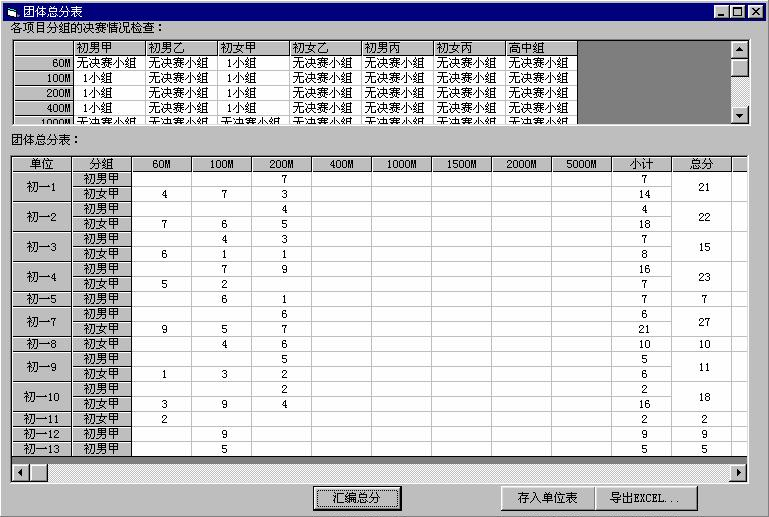 团体总分表
各项目分组的决赛情况检查：
初男甲 初男乙 初女甲 初女乙 初男丙 初女丙 高中组
60M 无决赛小组 无决赛小组 1小组 无决赛小组 无决赛小组 无决赛小组 无决赛小组
100M 1小组 无决赛小组 1小组 无决赛小组 无决赛小组 无决赛小组 无决赛小组
200M 1小组 无决赛小组 1小组 无决赛小组 无决赛小组 无决赛小组 无决赛小组
400M 1小组 无决赛小组 1小组 无决赛小组 无决赛小组 无决赛小组 无决赛小组
1000M 无决赛小组 无决赛小组 无决赛小组 无决赛小组 无决赛小组 无决赛小组 无决赛小组
团体总分表：
单位 分组 60M 100M 200M 400M 1000M 1500M 2000M 5000M 小计 总分
初一1 初男甲 7 7 21
初女甲 4 7 3 14
初一2 初男甲 4 4 22
初女甲 7 6 5 18
初一3 初男甲 4 3 7 15
初女甲 6 1 1 8
初一4 初男甲 7 9 16 23
初女甲 5 2 7
初一5 初男甲 6 1 7 7
初一7 初男甲 6 6 27
初女甲 9 5 7 21
初一8 初女甲 4 6 10 10
初一9 初男甲 5 5 11
初女甲 1 3 2 6
初一10 初男甲 2 2 18
初女甲 3 9 4 16
初一11 初女甲 2 2 2
初一12 初男甲 9 9 9
初一13 初男甲 5 5 5
汇编总分 存入单位表 导出EXCEL...